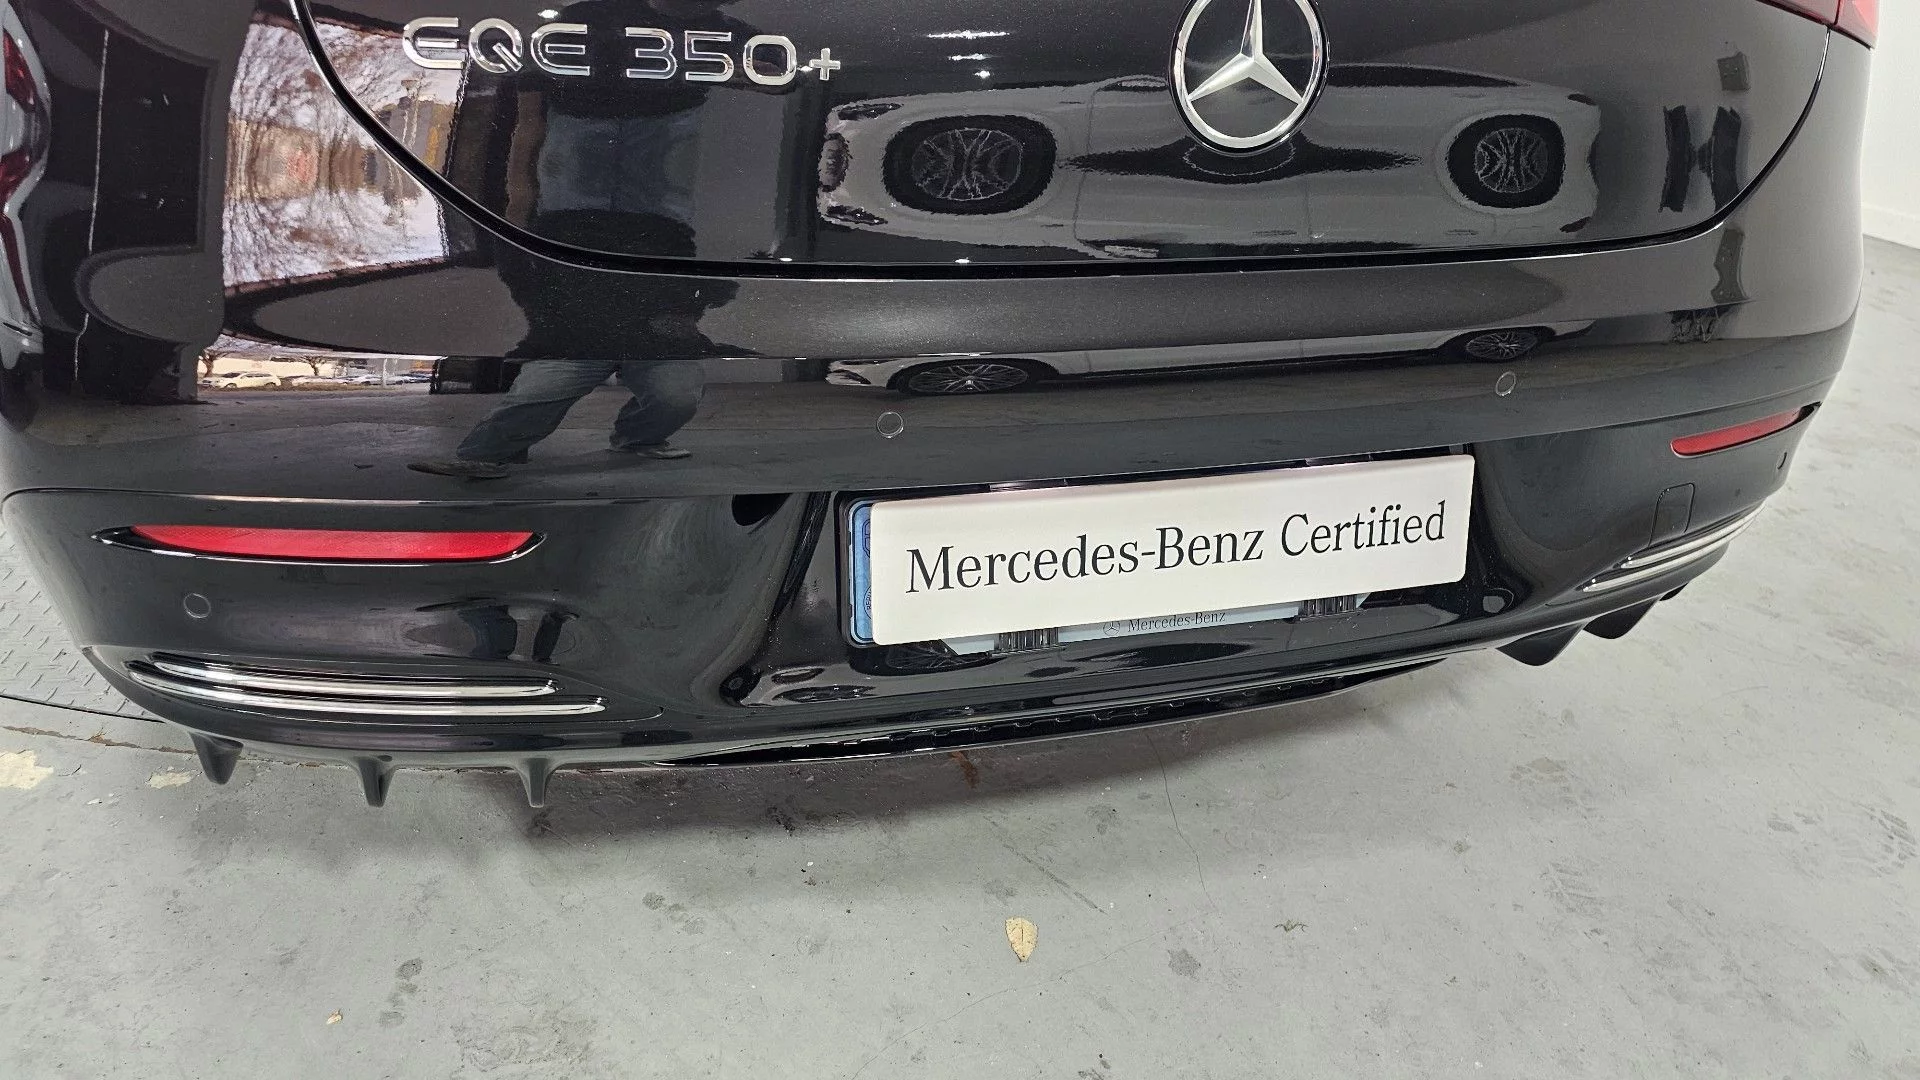 EQE 350+
Mercedes-Benz Certified
Mercedes-Benz